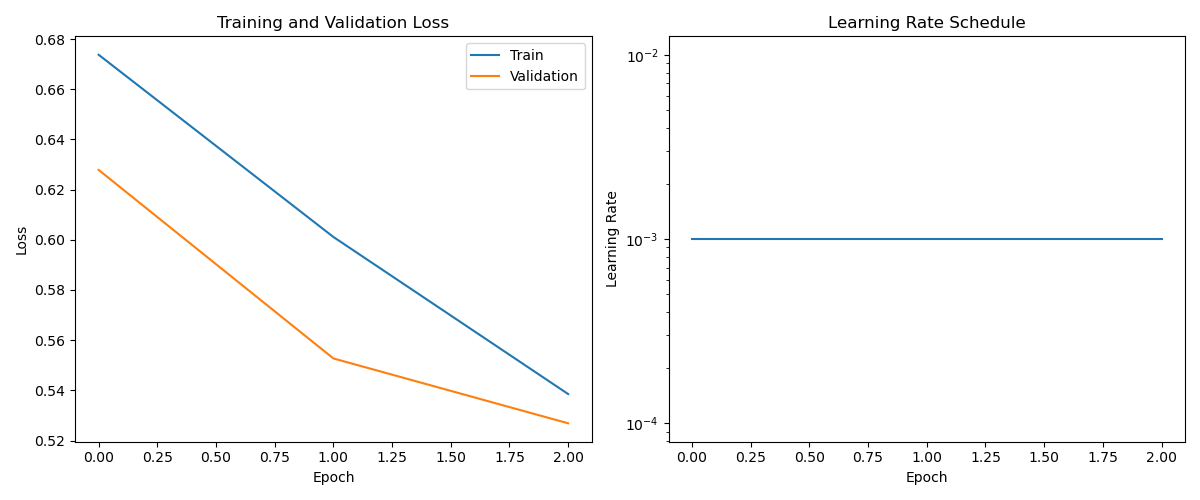 Training and Validation Loss
Train
Validation
0.68
0.66
0.64
0.62
0.60
0.58
0.56
0.54
0.52
Loss
0.00 0.25 0.50 0.75 1.00 1.25 1.50 1.75 2.00
Epoch
Learning Rate Schedule
10⁻²
10⁻³
10⁻⁴
Learning Rate
0.00 0.25 0.50 0.75 1.00 1.25 1.50 1.75 2.00
Epoch